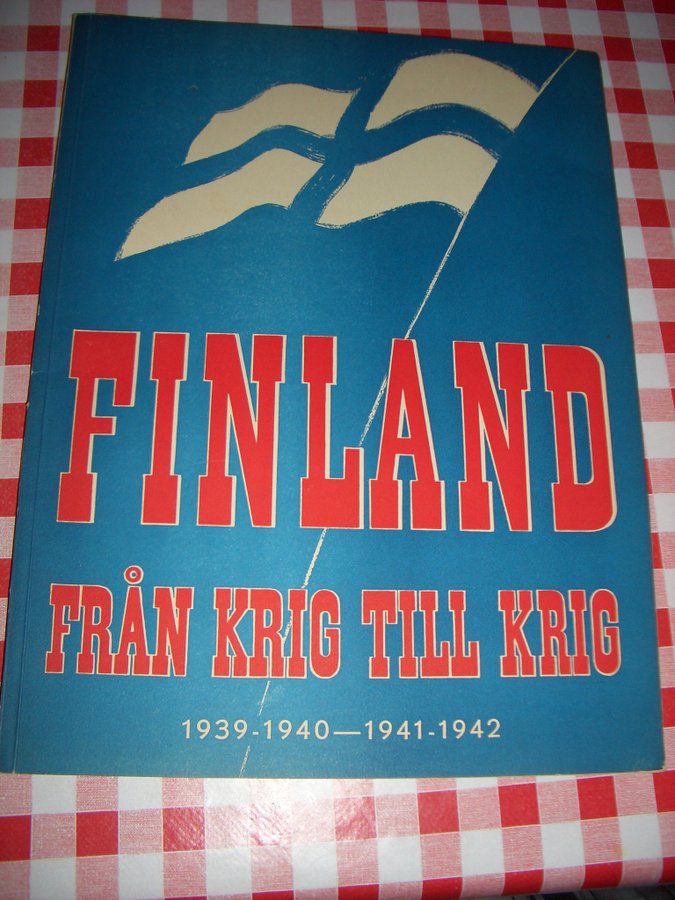 FINLAND
FRÅN KRIG TILL KRIG
1939-1940—1941-1942